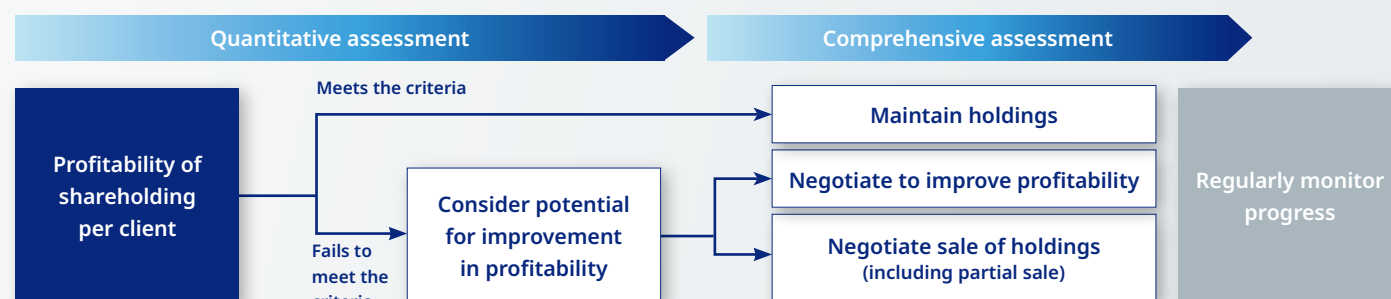 Quantitative assessment
Comprehensive assessment
Meets the criteria
Profitability of
shareholding
per client
Fails to
meet the
criteria
Consider potential
for improvement
in profitability
Maintain holdings
Negotiate to improve profitability
Negotiate sale of holdings
(including partial sale)
Regularly monitor
progress